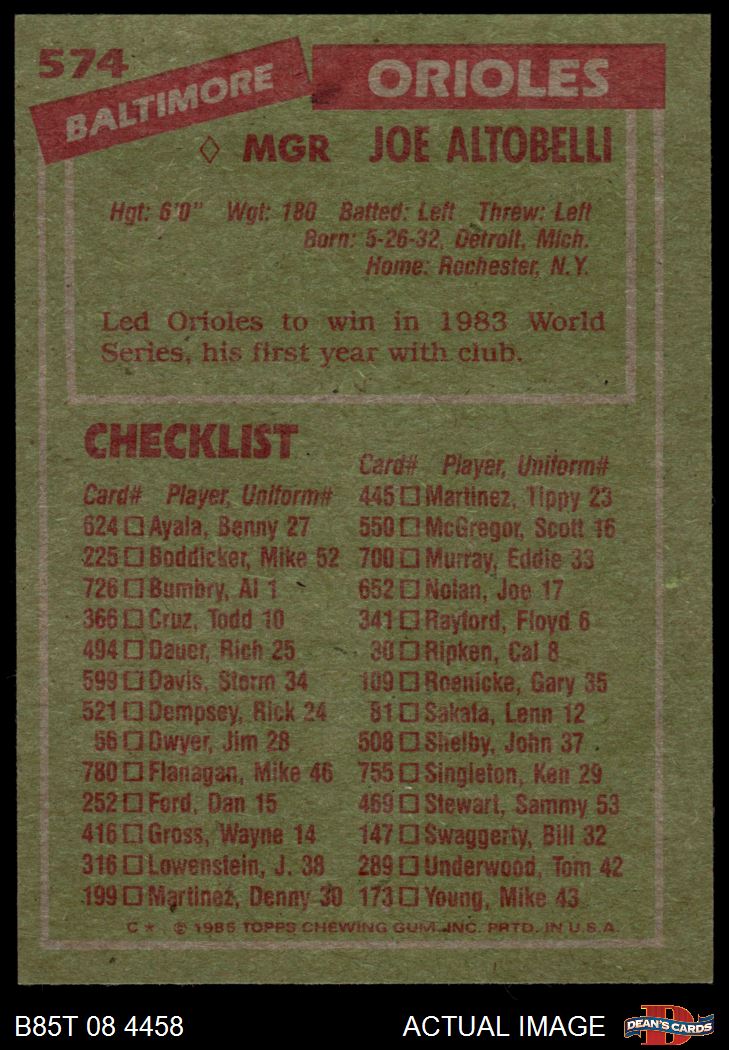 574
BALTIMORE ORIOLES
◊ MGR JOE ALTOBELLI
Hgt: 6'0" Wgt: 180 Batted: Left Threw: Left
Born: 5-26-32, Detroit, Mich.
Home: Rochester, N.Y.
Led Orioles to win in 1983 World
Series, his first year with club.
CHECKLIST
Card# Player, Uniform#
624 □ Ayala, Benny 27
225 □ Boddicker, Mike 52
726 □ Bumbry, Al 1
366 □ Cruz, Todd 10
494 □ Dauer, Rich 25
599 □ Davis, Storm 34
521 □ Dempsey, Rick 24
56 □ Dwyer, Jim 28
780 □ Flanagan, Mike 46
252 □ Ford, Dan 15
416 □ Gross, Wayne 14
316 □ Lowenstein, J. 38
199 □ Martinez, Denny 30
Card# Player, Uniform#
445 □ Martinez, Tippy 23
550 □ McGregor, Scott 16
700 □ Murray, Eddie 33
652 □ Nolan, Joe 17
341 □ Rayford, Floyd 6
30 □ Ripken, Cal 8
109 □ Roenicke, Gary 35
81 □ Sakata, Lenn 12
508 □ Shelby, John 37
755 □ Singleton, Ken 29
469 □ Stewart, Sammy 53
147 □ Swaggerty, Bill 32
289 □ Underwood, Tom 42
173 □ Young, Mike 43
C * © 1985 TOPPS CHEWING GUM, INC. PRTD. IN U.S.A.
B85T 08 4458
ACTUAL IMAGE
DEAN'S CARDS